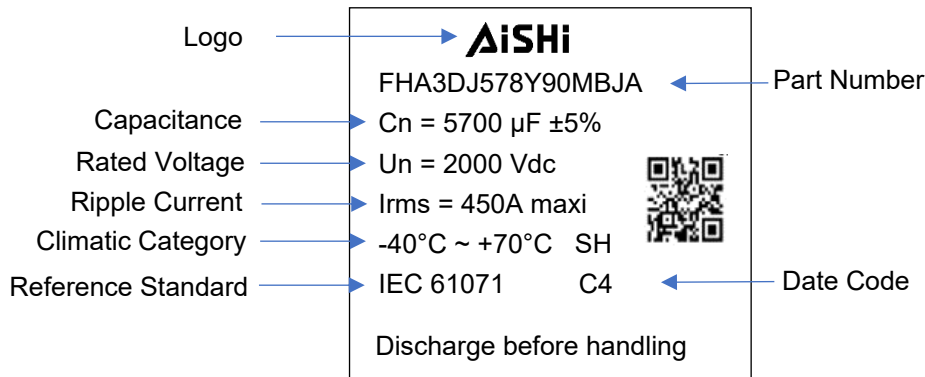 Logo AiSHi
FHA3DJ578Y90MBJA Part Number
Capacitance Cn = 5700 µF ±5%
Rated Voltage Un = 2000 Vdc
Ripple Current Irms = 450A maxi
Climatic Category -40°C ~ +70°C SH
Reference Standard IEC 61071 C4 Date Code
Discharge before handling